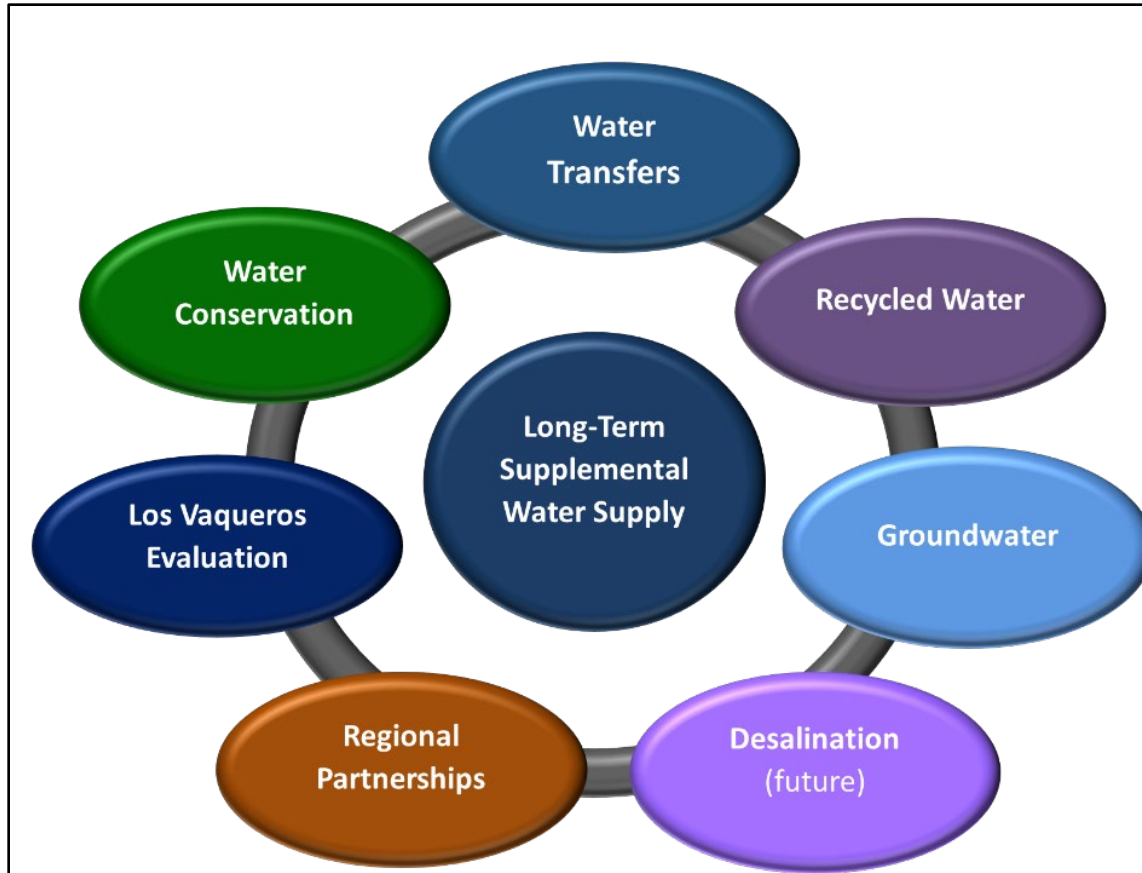 Water
Transfers
Recycled Water
Groundwater
Desalination
(future)
Regional
Partnerships
Los Vaqueros
Evaluation
Water
Conservation
Long-Term
Supplemental
Water Supply